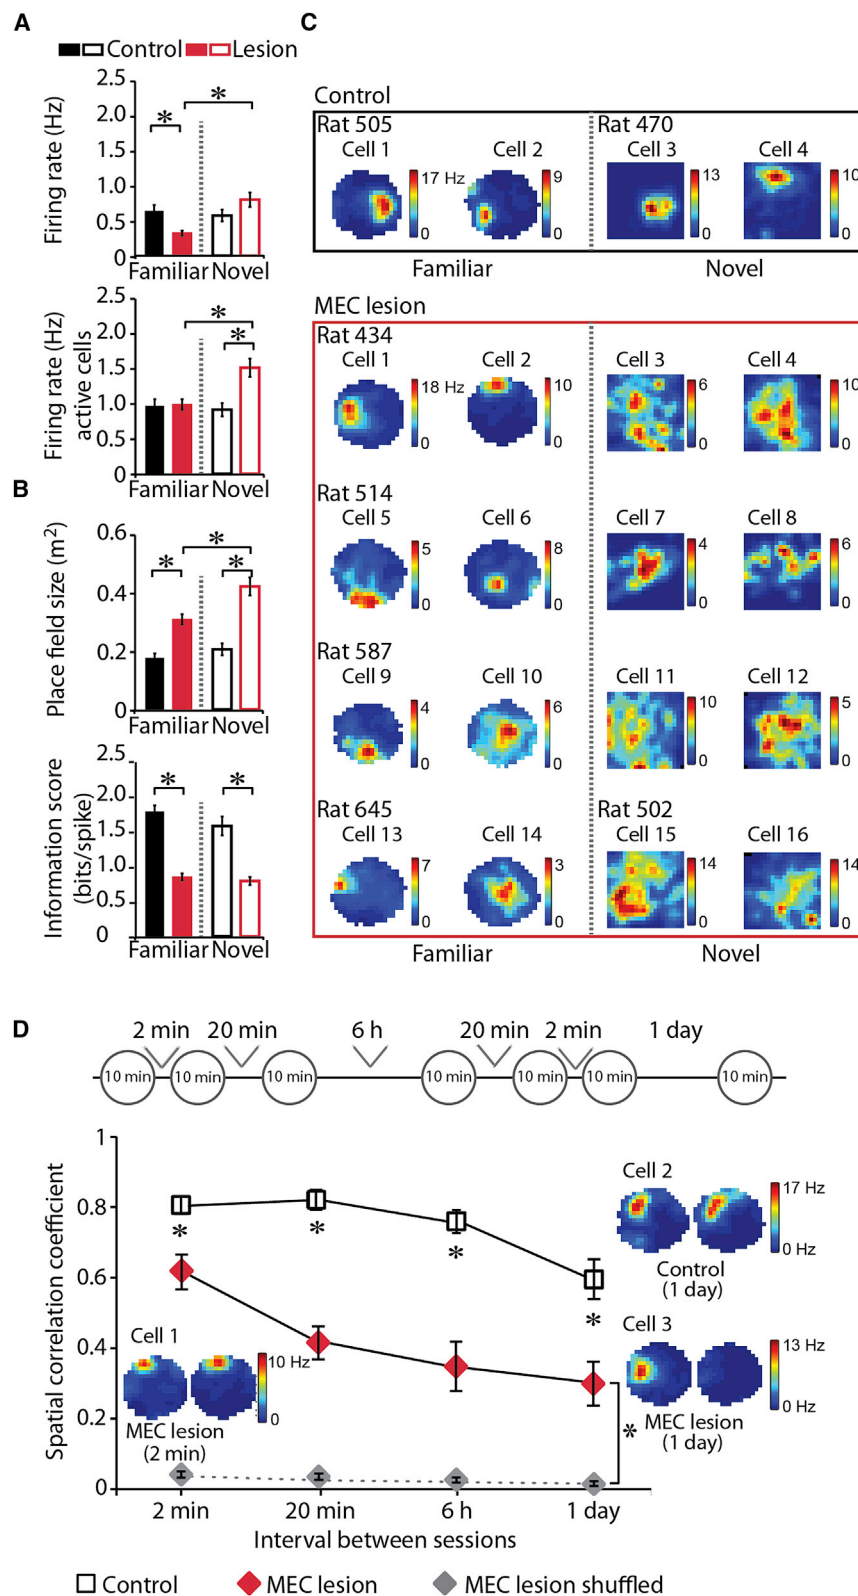 A
Control Lesion
Firing rate (Hz)
2.5
2.0
1.5
1.0
0.5
0
*
*
Familiar Novel
Firing rate (Hz)
active cells
2.5
2.0
1.5
1.0
0.5
0
*
*
Familiar Novel
B
Place field size (m²)
0.6
0.4
0.2
0
*
*
*
Familiar Novel
Information score
(bits/spike)
2.5
2.0
1.5
1.0
0.5
0
*
*
Familiar Novel
C
Control
Rat 505
Rat 470
Cell 1
Cell 2
Cell 3
Cell 4
17 Hz
0
9
0
13
0
10
0
Familiar
Novel
MEC lesion
Rat 434
Cell 1
Cell 2
Cell 3
Cell 4
18 Hz
0
10
0
6
0
10
0
Rat 514
Cell 5
Cell 6
Cell 7
Cell 8
5
0
8
0
4
0
6
0
Rat 587
Cell 9
Cell 10
Cell 11
Cell 12
4
0
6
0
10
0
5
0
Rat 645
Rat 502
Cell 13
Cell 14
Cell 15
Cell 16
7
0
3
0
14
0
14
0
Familiar
Novel
D
2 min 20 min 6 h 20 min 2 min 1 day
10 min 10 min 10 min 10 min 10 min 10 min 10 min
Spatial correlation coefficient
1
0.8
0.6
0.4
0.2
0
*
*
*
*
*
Cell 2
17 Hz
0 Hz
Control
(1 day)
Cell 3
13 Hz
0 Hz
MEC lesion
(1 day)
Cell 1
10 Hz
0
MEC lesion
(2 min)
2 min 20 min 6 h 1 day
Interval between sessions
Control MEC lesion MEC lesion shuffled